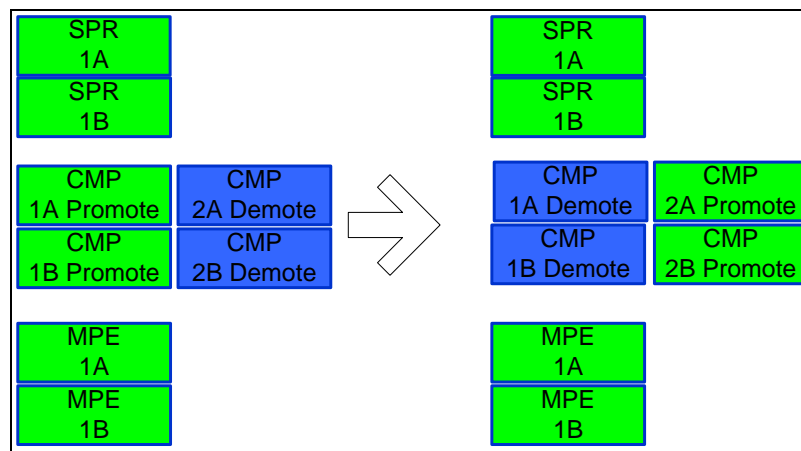 SPR
1A
SPR
1B
CMP
1A Promote
CMP
2A Demote
CMP
1B Promote
CMP
2B Demote
MPE
1A
MPE
1B
SPR
1A
SPR
1B
CMP
1A Demote
CMP
2A Promote
CMP
1B Demote
CMP
2B Promote
MPE
1A
MPE
1B